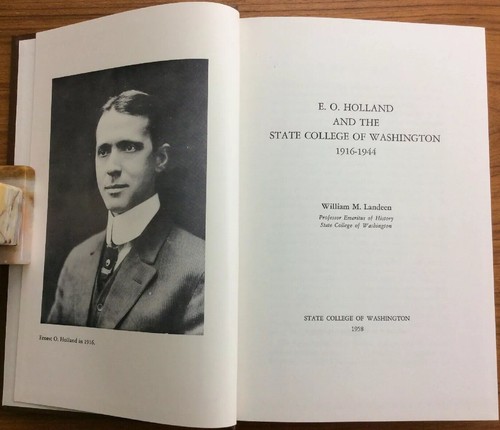 Ernest O. Holland in 1916.
E. O. HOLLAND
AND THE
STATE COLLEGE OF WASHINGTON
1916-1944
William M. Landeen
Professor Emeritus of History
State College of Washington
STATE COLLEGE OF WASHINGTON
1958